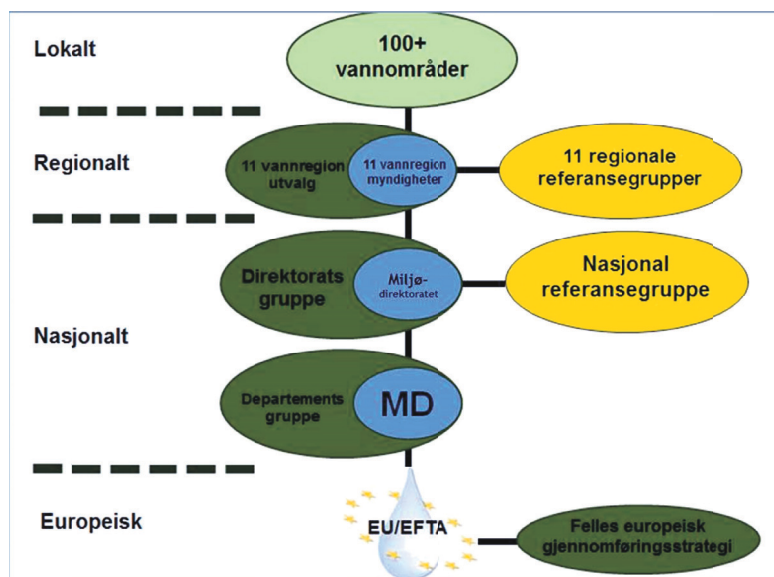 Lokalt
100+
vannområder
Regionalt
11 vannregion
utvalg
11 vannregion
myndigheter
11 regionale
referansegrupper
Nasjonalt
Direktorats
gruppe
Miljø-
direktoratet
Nasjonal
referansegruppe
Departements
gruppe
MD
Europeisk
EU/EFTA
Felles europeisk
gjennomføringsstrategi